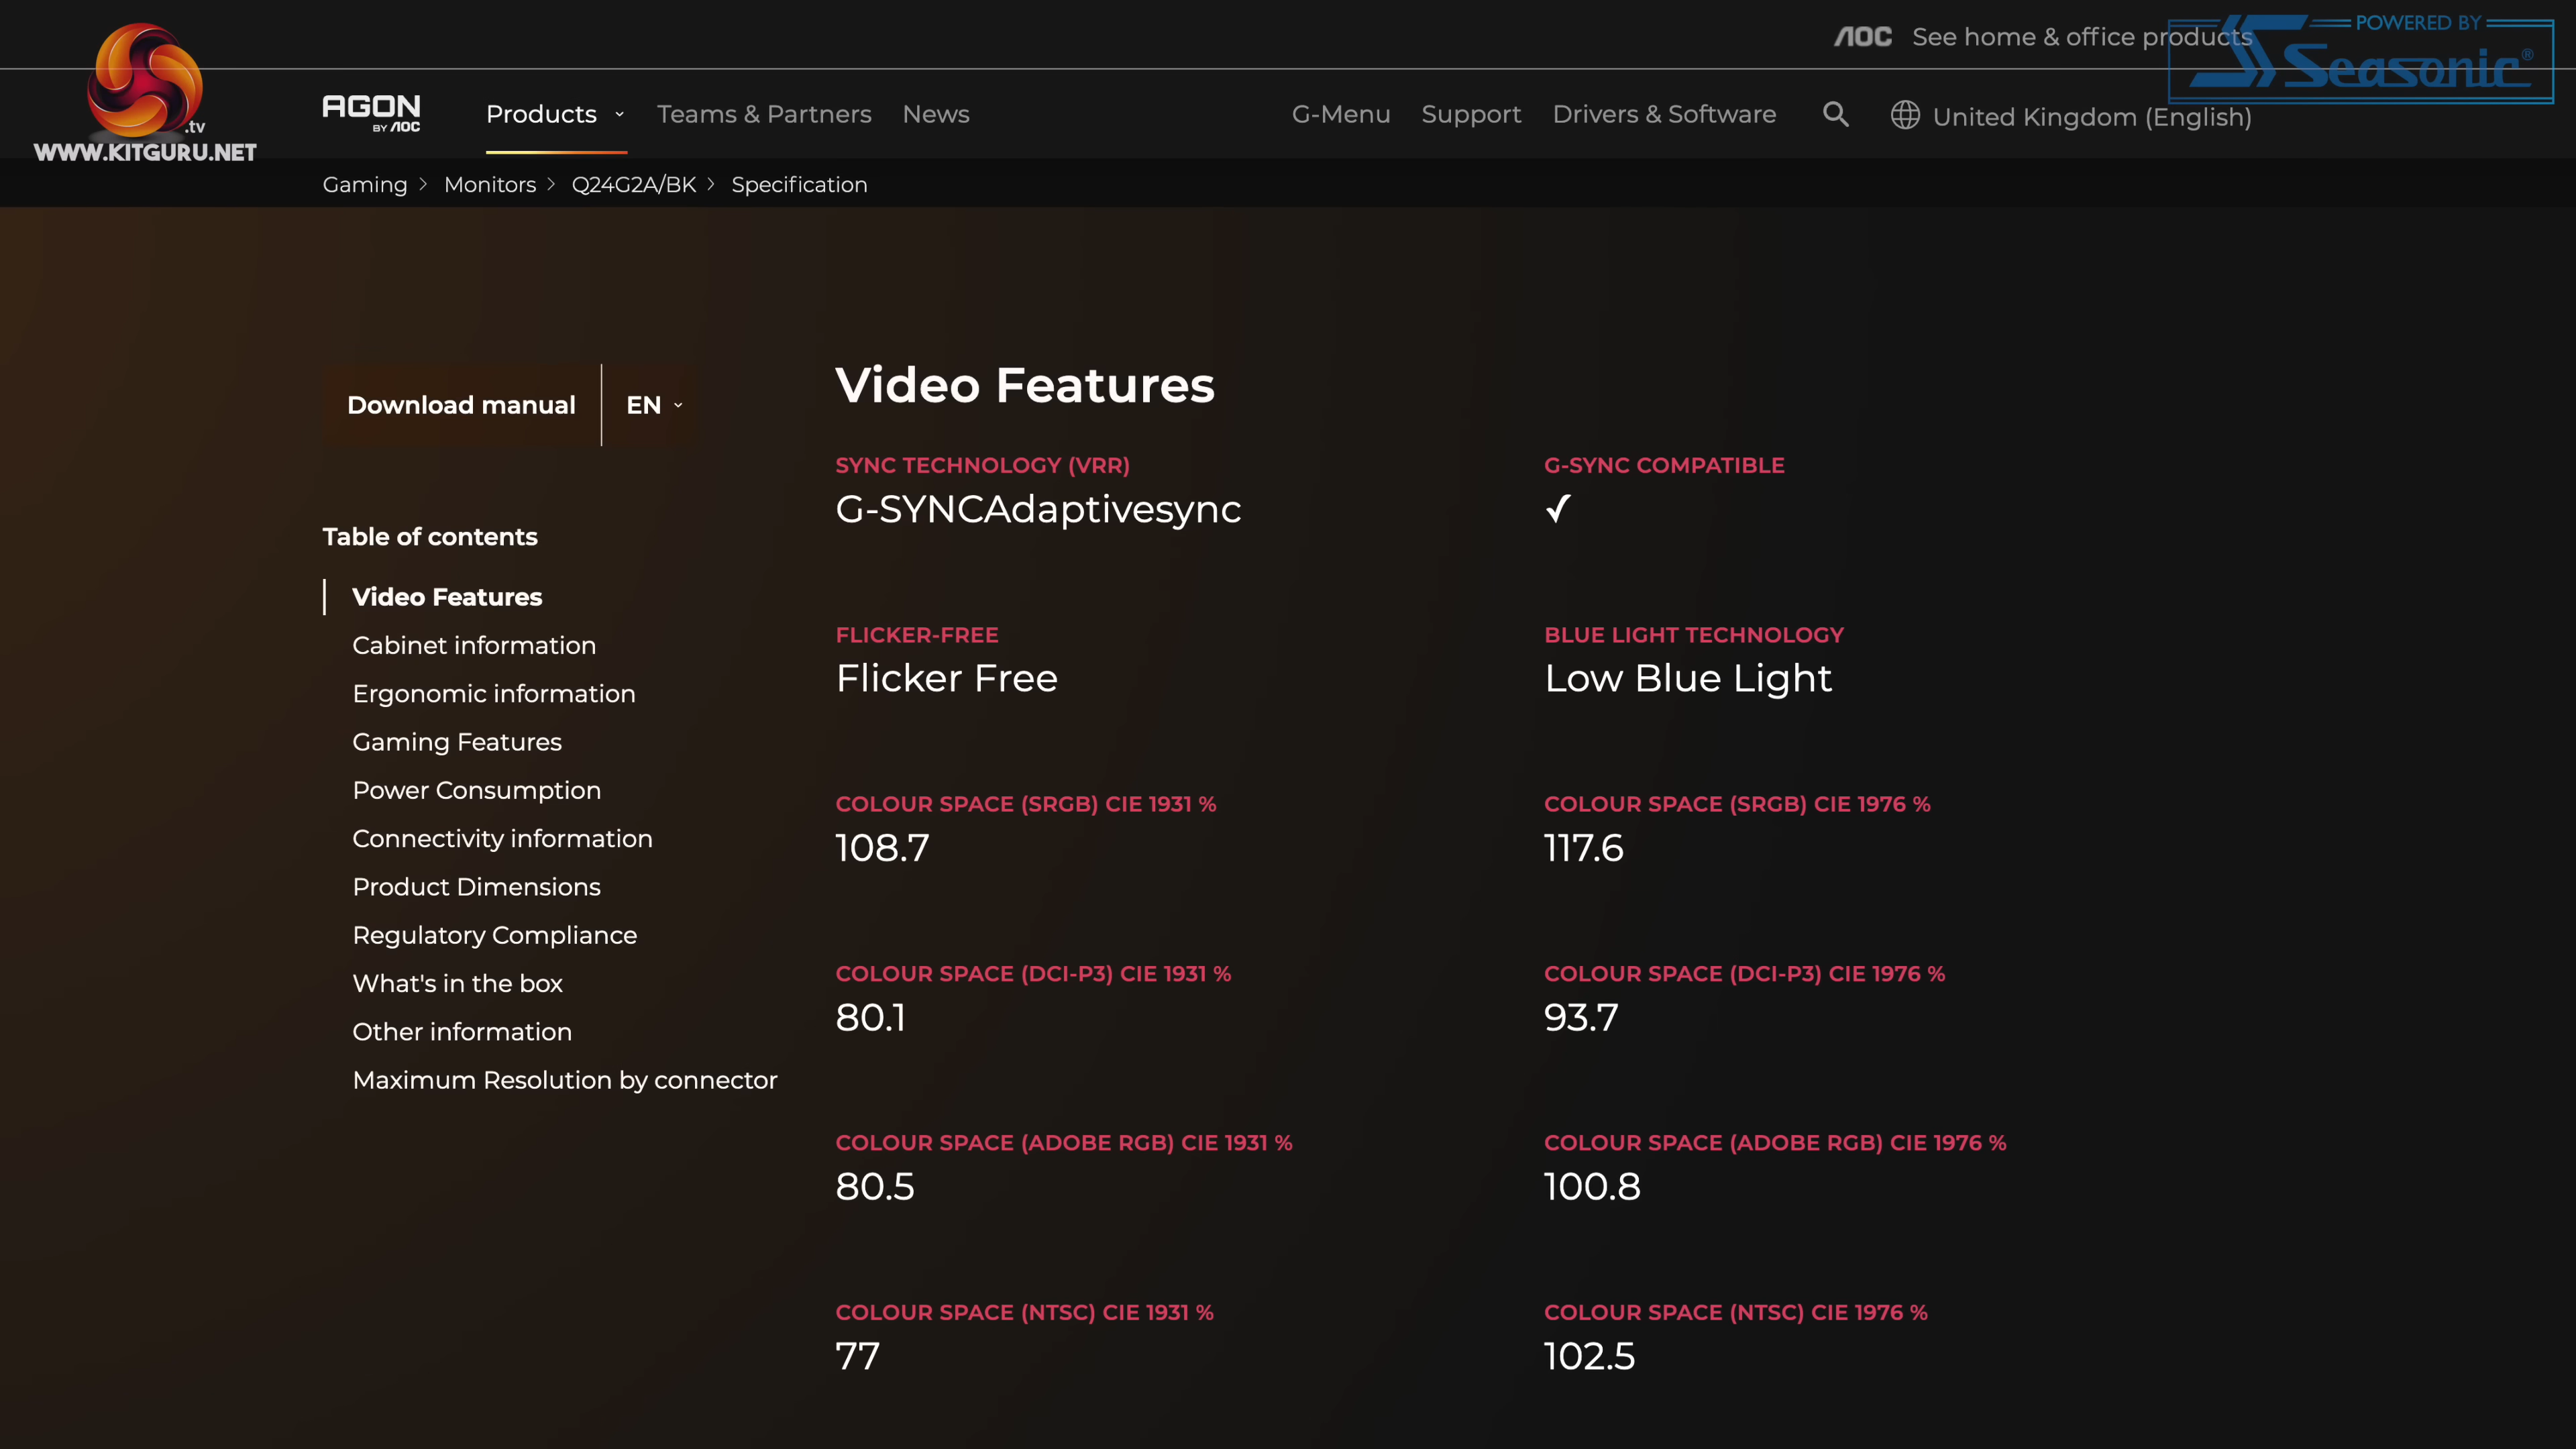 .tv
WWW.KITGURU.NET
AOC See home & office products
POWERED BY
Seasonic®
AGON
BY AOC
Products Teams & Partners News G-Menu Support Drivers & Software United Kingdom (English)
Gaming > Monitors > Q24G2A/BK > Specification
Download manual EN
Table of contents
Video Features
Cabinet information
Ergonomic information
Gaming Features
Power Consumption
Connectivity information
Product Dimensions
Regulatory Compliance
What's in the box
Other information
Maximum Resolution by connector
Video Features
SYNC TECHNOLOGY (VRR)
G-SYNCAdaptivesync
G-SYNC COMPATIBLE
✓
FLICKER-FREE
Flicker Free
BLUE LIGHT TECHNOLOGY
Low Blue Light
COLOUR SPACE (SRGB) CIE 1931 %
108.7
COLOUR SPACE (SRGB) CIE 1976 %
117.6
COLOUR SPACE (DCI-P3) CIE 1931 %
80.1
COLOUR SPACE (DCI-P3) CIE 1976 %
93.7
COLOUR SPACE (ADOBE RGB) CIE 1931 %
80.5
COLOUR SPACE (ADOBE RGB) CIE 1976 %
100.8
COLOUR SPACE (NTSC) CIE 1931 %
77
COLOUR SPACE (NTSC) CIE 1976 %
102.5